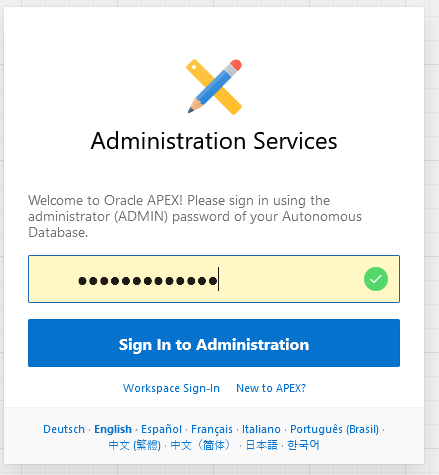 Administration Services
Welcome to Oracle APEX! Please sign in using the
administrator (ADMIN) password of your Autonomous
Database.
●●●●●●●●●●●●●
Sign In to Administration
Workspace Sign-In New to APEX?
Deutsch · English · Español · Français · Italiano · Português (Brasil) ·
中文 (繁體) · 中文（简体） · 日本語 · 한국어